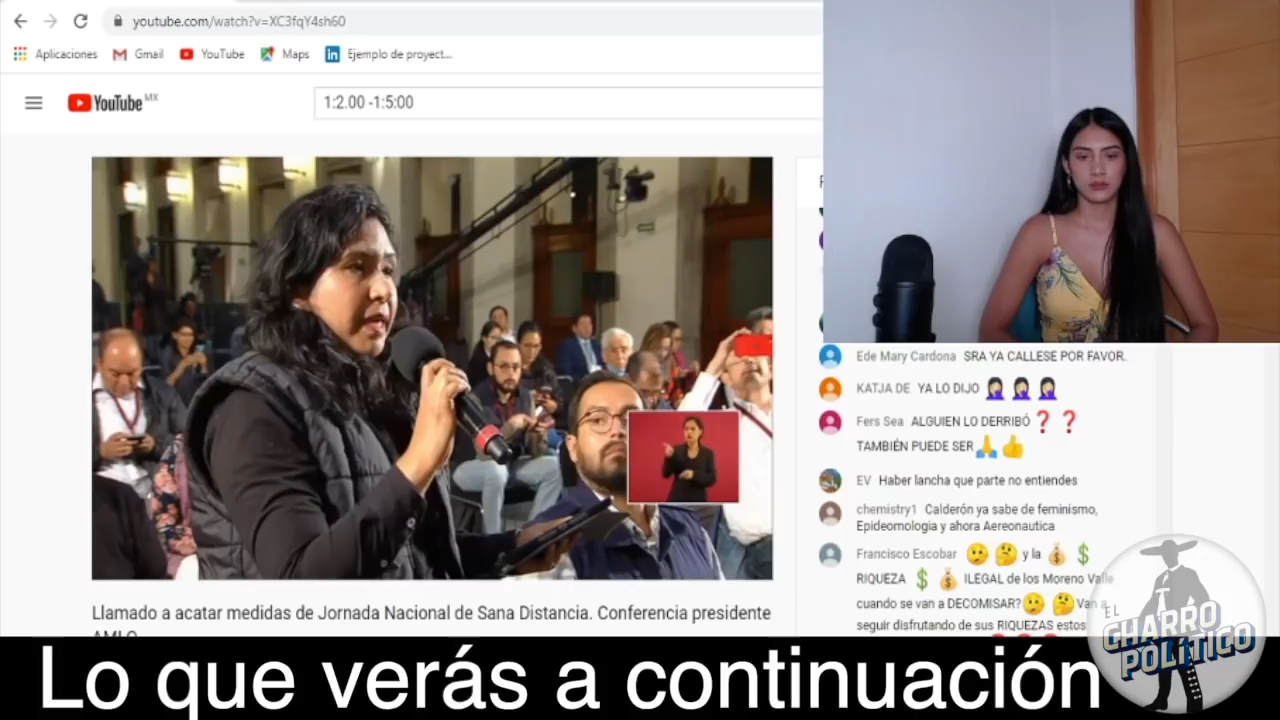 youtube.com/watch?v=XC3fqY4sh60
Aplicaciones
Gmail
YouTube
Maps
in Ejemplo de proyect...
YouTube MX
1:2.00 -1:5:00
Ede Mary Cardona SRA YA CALLESE POR FAVOR.
KATJA DE YA LO DIJO 🤦🏻‍♀️🤦🏻‍♀️🤦🏻‍♀️
Fers Sea ALGUIEN LO DERRIBÓ❓❓
TAMBIÉN PUEDE SER🙏👍
EV Haber lancha que parte no entiendes
chemistry1 Calderón ya sabe de feminismo,
Epideomologia y ahora Aereonautica
Francisco Escobar 🤔 y la 💰💲
RIQUEZA 💲💰 ILEGAL de los Moreno Valle
cuando se van a DECOMISAR?🤔Van a
seguir disfrutando de sus RIQUEZAS estos
Llamado a acatar medidas de Jornada Nacional de Sana Distancia. Conferencia presidente
AMLO
Lo que verás a continuación
EL
CHARRO
POLÍTICO